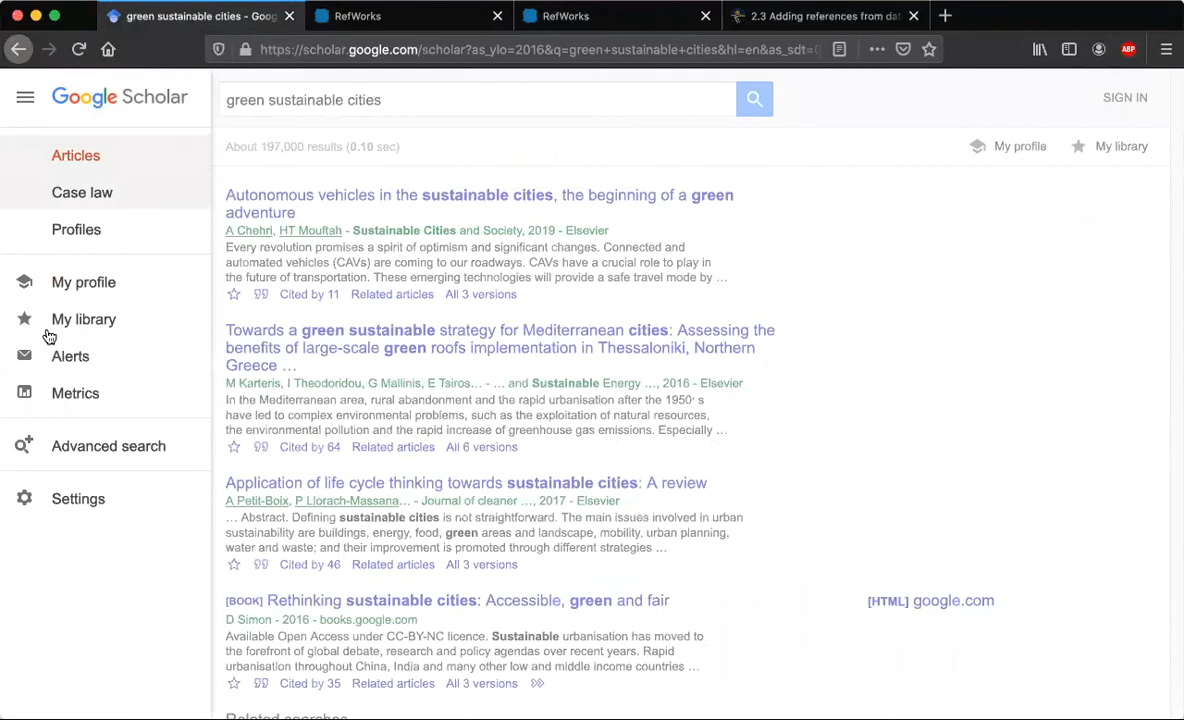 green sustainable cities - Goog
RefWorks
RefWorks
2.3 Adding references from dat
https://scholar.google.com/scholar?as_ylo=2016&q=green+sustainable+cities&hl=en&as_sdt=0
ABP
Google Scholar
green sustainable cities
SIGN IN
About 197,000 results (0.10 sec)
My profile
My library
Articles
Case law
Profiles
My profile
My library
Alerts
Metrics
Advanced search
Settings
Autonomous vehicles in the sustainable cities, the beginning of a green
adventure
A Chehri, HT Mouftah - Sustainable Cities and Society, 2019 - Elsevier
Every revolution promises a spirit of optimism and significant changes. Connected and
automated vehicles (CAVs) are coming to our roadways. CAVs have a crucial role to play in
the future of transportation. These emerging technologies will provide a safe travel mode by ...
Cited by 11 Related articles All 3 versions
Towards a green sustainable strategy for Mediterranean cities: Assessing the
benefits of large-scale green roofs implementation in Thessaloniki, Northern
Greece ...
M Karteris, I Theodoridou, G Mallinis, E Tsiros... - ... and Sustainable Energy ..., 2016 - Elsevier
In the Mediterranean area, rural abandonment and the rapid urbanisation after the 1950׳s
have led to complex environmental problems, such as the exploitation of natural resources,
the environmental pollution and the rapid increase of greenhouse gas emissions. Especially ...
Cited by 64 Related articles All 6 versions
Application of life cycle thinking towards sustainable cities: A review
A Petit-Boix, P Llorach-Massana... - Journal of cleaner ..., 2017 - Elsevier
... Abstract. Defining sustainable cities is not straightforward. The main issues involved in urban
sustainability are buildings, energy, food, green areas and landscape, mobility, urban planning,
water and waste; and their improvement is promoted through different strategies ...
Cited by 46 Related articles All 3 versions
[BOOK] Rethinking sustainable cities: Accessible, green and fair
[HTML] google.com
D Simon - 2016 - books.google.com
Available Open Access under CC-BY-NC licence. Sustainable urbanisation has moved to
the forefront of global debate, research and policy agendas over recent years. Rapid
urbanisation throughout China, India and many other low and middle income countries ...
Cited by 35 Related articles All 3 versions
Related searches